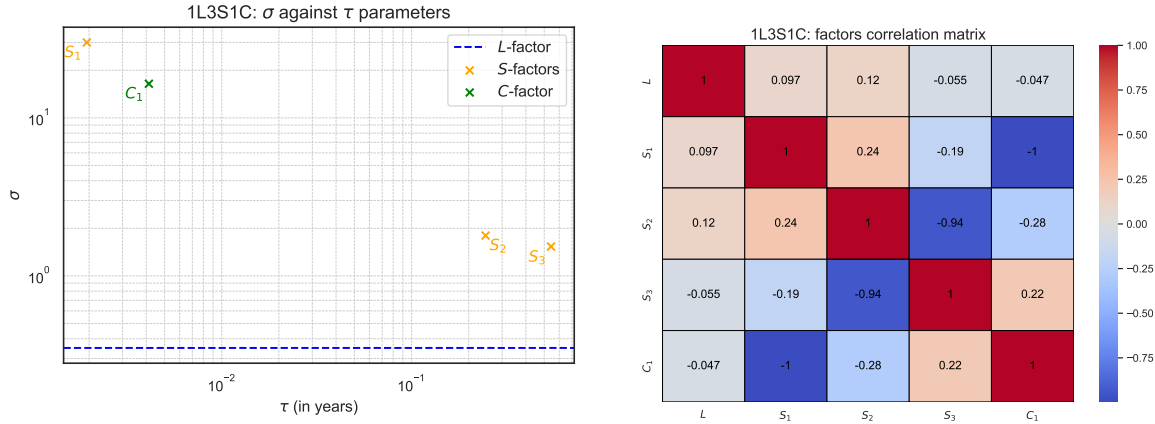 1L3S1C: σ against τ parameters
σ
10¹
10⁰
S₁
C₁
S₂
S₃
L-factor
S-factors
C-factor
10⁻²
10⁻¹
τ (in years)
1L3S1C: factors correlation matrix
L
1
0.097
0.12
-0.055
-0.047
S₁
0.097
1
0.24
-0.19
-1
S₂
0.12
0.24
1
-0.94
-0.28
S₃
-0.055
-0.19
-0.94
1
0.22
C₁
-0.047
-1
-0.28
0.22
1
L
S₁
S₂
S₃
C₁
1.00
0.75
0.50
0.25
0.00
−0.25
−0.50
−0.75